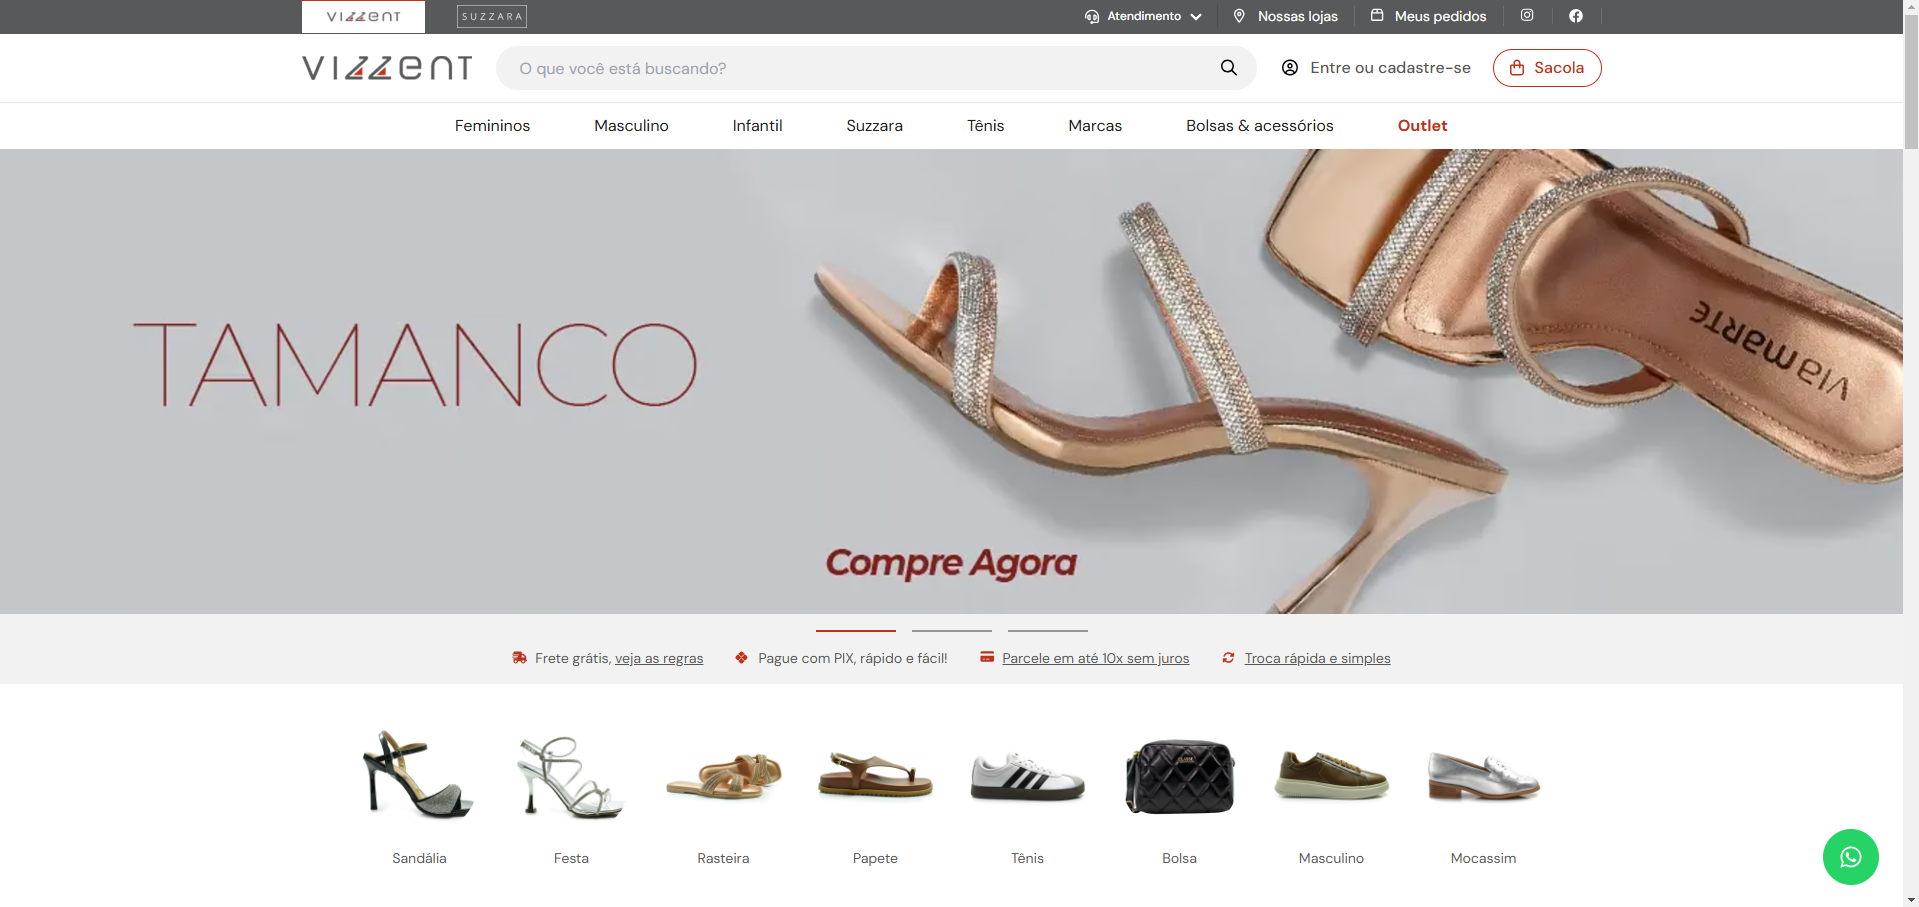 VIZZENT
SUZZARA
Atendimento
Nossas lojas
Meus pedidos
VIZZENT
O que você está buscando?
Entre ou cadastre-se
Sacola
Femininos
Masculino
Infantil
Suzzara
Tênis
Marcas
Bolsas & acessórios
Outlet
TAMANCO
VIA MARTE
Compre Agora
Frete grátis, veja as regras
Pague com PIX, rápido e fácil!
Parcele em até 10x sem juros
Troca rápida e simples
Sandália
Festa
Rasteira
Papete
Tênis
Bolsa
Masculino
Mocassim